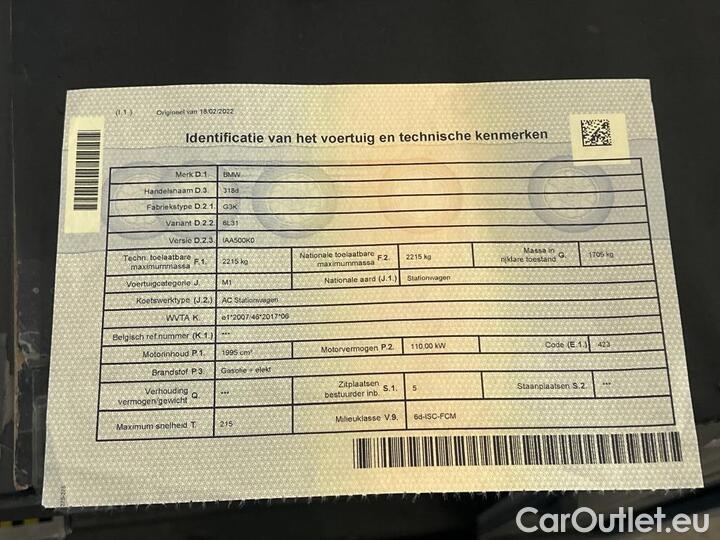 (I.1.) Origineel van 18/02/2022
Identificatie van het voertuig en technische kenmerken
Merk D.1. BMW
Handelsnaam D.3. 318d
Fabriekstype D.2.1. G3K
Variant D.2.2. 6L31
Versie D.2.3. IAA500K0
Techn. toelaatbare maximummassa F.1. 2215 kg Nationale toelaatbare maximummassa F.2. 2215 kg Massa in rijklare toestand G. 1705 kg
Voertuigcategorie J. M1 Nationale aard (J.1.) Stationwagen
Koetswerktype (J.2.) AC Stationwagen
WVTA K. e1*2007/46*2017*06
Belgisch ref.nummer (K.1.) ***
Motorinhoud P.1. 1995 cm³ Motorvermogen P.2. 110.00 kW Code (E.1.) 423
Brandstof P.3. Gasolie + elekt
Verhouding vermogen/gewicht Q. *** Zitplaatsen bestuurder inb. S.1. 5 Staanplaatsen S.2. ***
Maximum snelheid T. 215 Milieuklasse V.9. 6d-ISC-FCM
CarOutlet.eu